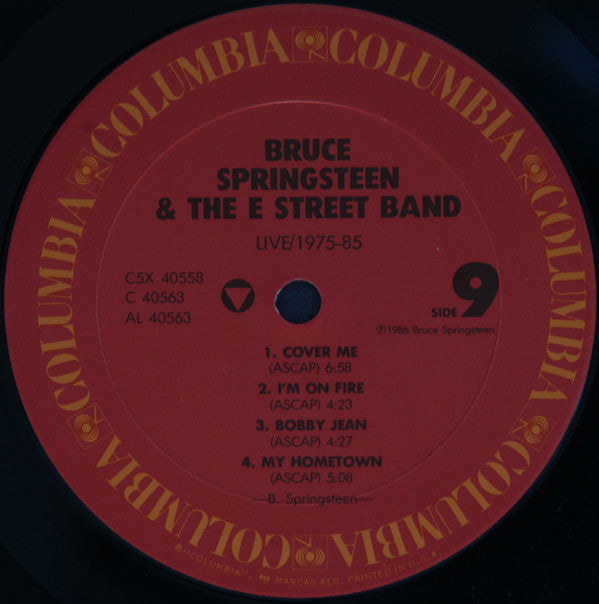 COLUMBIA COLUMBIA COLUMBIA COLUMBIA COLUMBIA COLUMBIA COLUMBIA
BRUCE
SPRINGSTEEN
& THE E STREET BAND
LIVE/1975-85
C5X 40558
C 40563
AL 40563
SIDE 9
℗1986 Bruce Springsteen
1. COVER ME
(ASCAP) 6:58
2. I'M ON FIRE
(ASCAP) 4:23
3. BOBBY JEAN
(ASCAP) 4:27
4. MY HOMETOWN
(ASCAP) 5:08
—B. Springsteen—
®"COLUMBIA", MARCAS REG. PRINTED IN U.S.A.